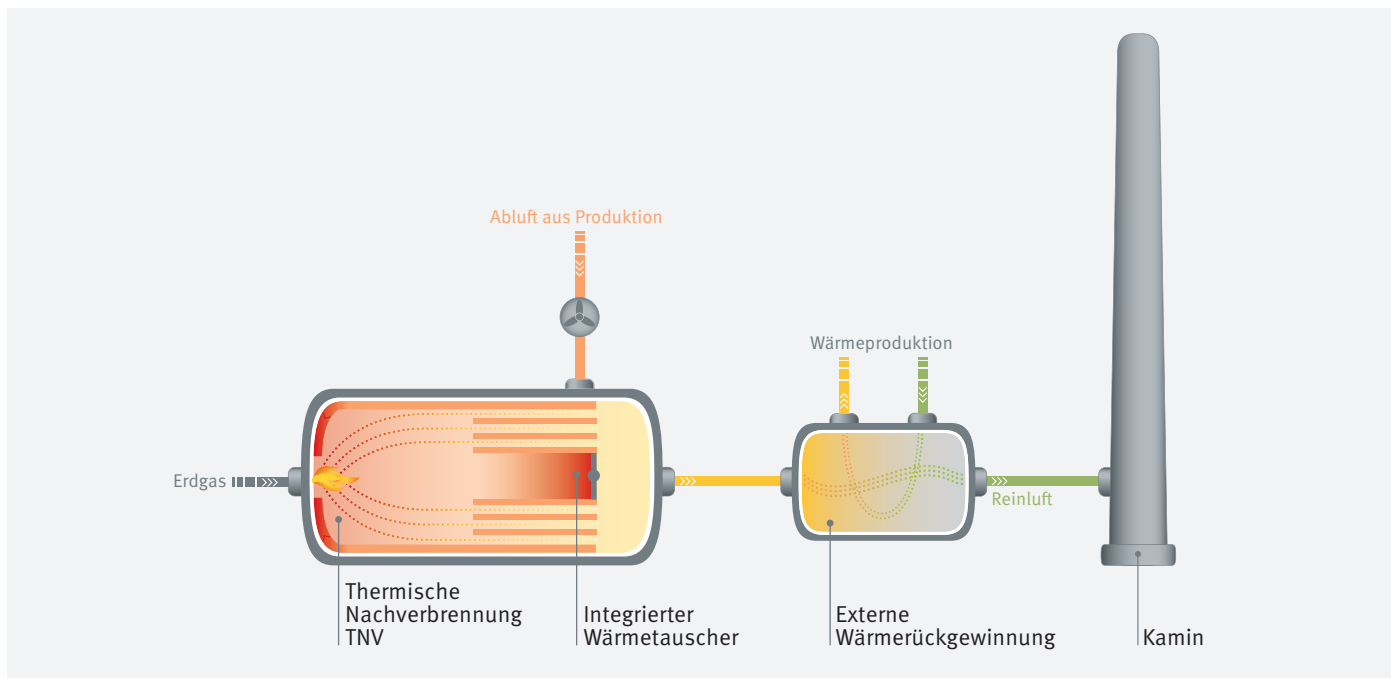 Abluft aus Produktion
Wärmeproduktion
Erdgas
Reinluft
Thermische
Nachverbrennung
TNV
Integrierter
Wärmetauscher
Externe
Wärmerückgewinnung
Kamin